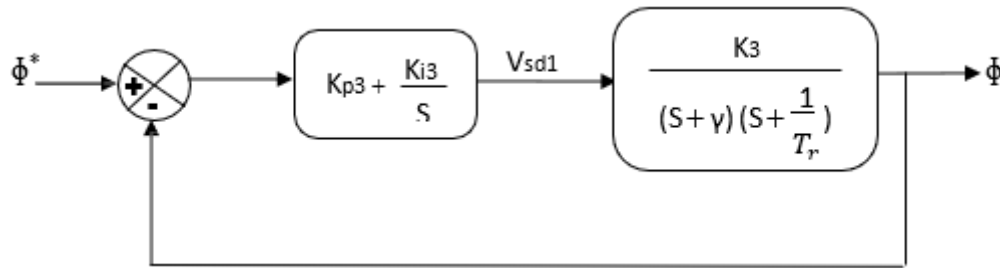 Φ*
+
-
Kp3 + Ki3/S
Vsd1
K3
(S + γ) (S + 1/Tr)
Φ